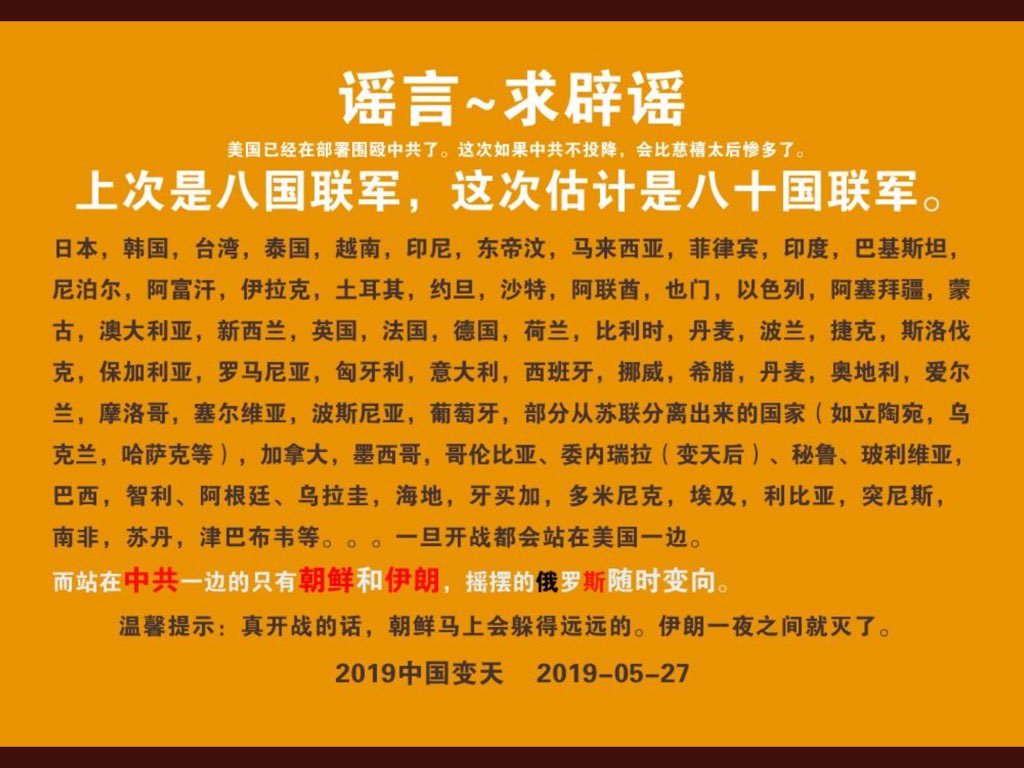 谣言~求辟谣
美国已经在部署围殴中共了。这次如果中共不投降，会比慈禧太后惨多了。
上次是八国联军，这次估计是八十国联军。
日本，韩国，台湾，泰国，越南，印尼，东帝汶，马来西亚，菲律宾，印度，巴基斯坦，
尼泊尔，阿富汗，伊拉克，土耳其，约旦，沙特，阿联酋，也门，以色列，阿塞拜疆，蒙
古，澳大利亚，新西兰，英国，法国，德国，荷兰，比利时，丹麦，波兰，捷克，斯洛伐
克，保加利亚，罗马尼亚，匈牙利，意大利，西班牙，挪威，希腊，丹麦，奥地利，爱尔
兰，摩洛哥，塞尔维亚，波斯尼亚，葡萄牙，部分从苏联分离出来的国家（如立陶宛，乌
克兰，哈萨克等），加拿大，墨西哥，哥伦比亚、委内瑞拉（变天后）、秘鲁、玻利维亚，
巴西，智利、阿根廷、乌拉圭，海地，牙买加，多米尼克，埃及，利比亚，突尼斯，
南非，苏丹，津巴布韦等。。。一旦开战都会站在美国一边。
而站在中共一边的只有朝鲜和伊朗，摇摆的俄罗斯随时变向。
温馨提示：真开战的话，朝鲜马上会躲得远远的。伊朗一夜之间就灭了。
2019中国变天 2019-05-27